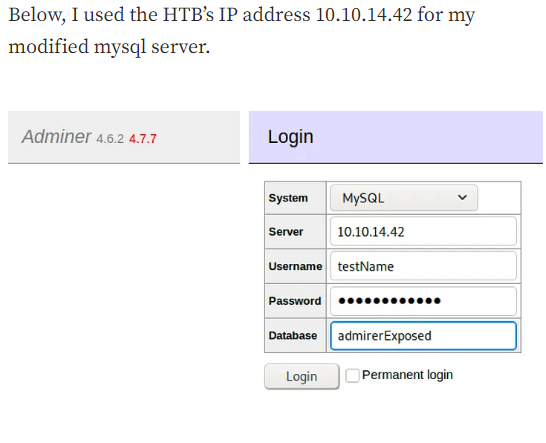 Below, I used the HTB’s IP address 10.10.14.42 for my
modified mysql server.
Adminer 4.6.2 4.7.7
Login
System MySQL
Server 10.10.14.42
Username testName
Password ●●●●●●●●●●●●
Database admirerExposed
Login Permanent login